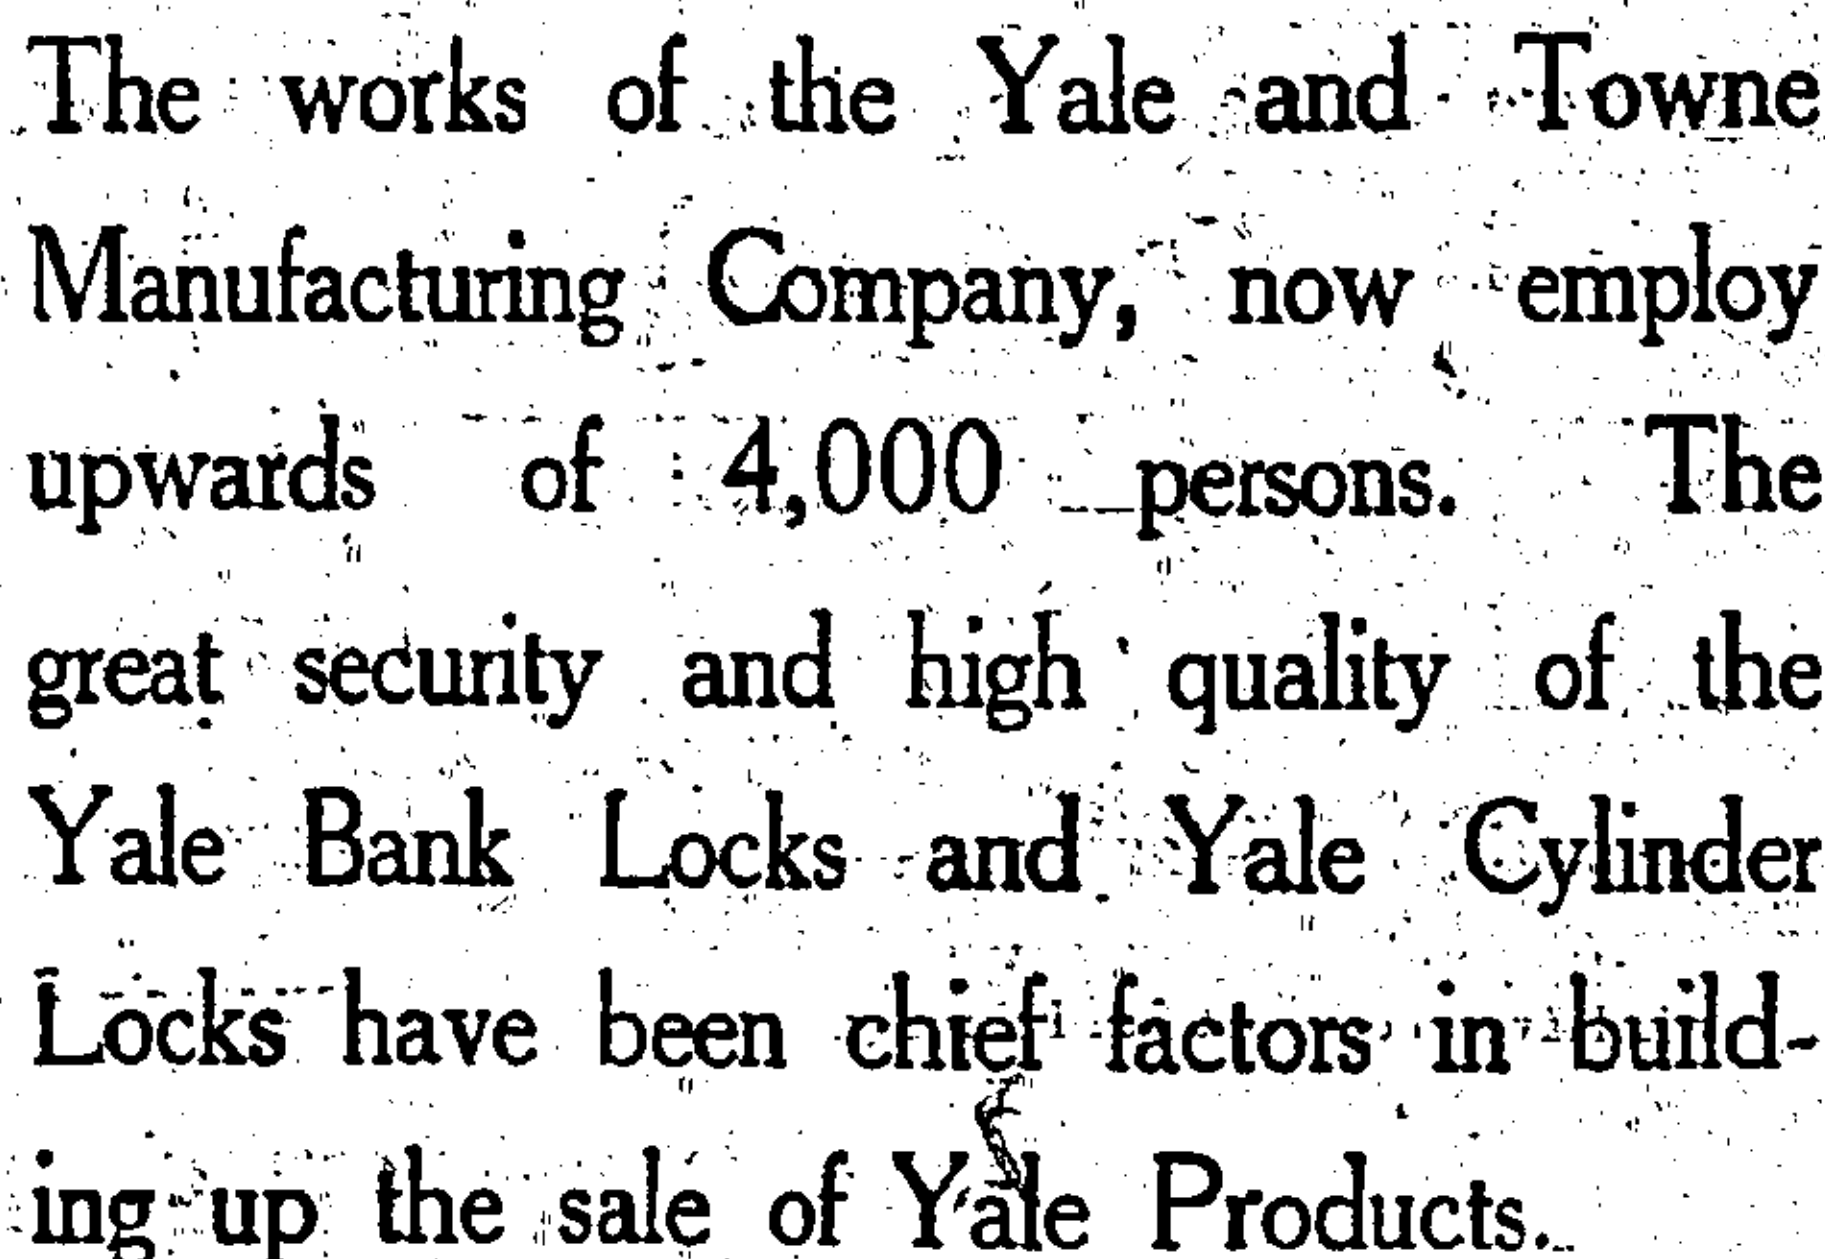 The works of the Yale and Towne
Manufacturing Company, now employ
upwards of 4,000 persons. The
great security and high quality of the
Yale Bank Locks and Yale Cylinder
Locks have been chief factors in build-
ing up the sale of Yale Products.